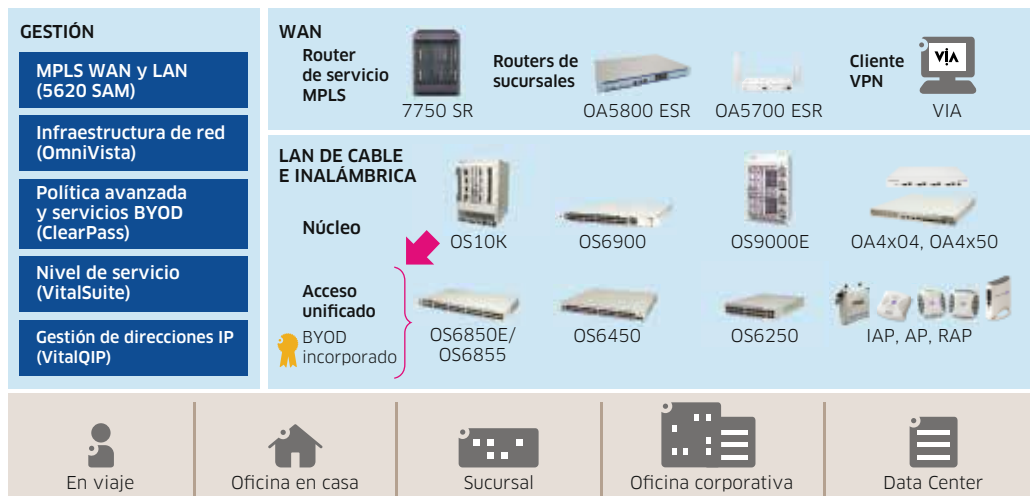 GESTIÓN
MPLS WAN y LAN
(5620 SAM)
Infraestructura de red
(OmniVista)
Política avanzada
y servicios BYOD
(ClearPass)
Nivel de servicio
(VitalSuite)
Gestión de direcciones IP
(VitalQIP)
WAN
Router
de servicio
MPLS
7750 SR
Routers de
sucursales
OA5800 ESR
OA5700 ESR
Cliente
VPN
VIA
VIA
LAN DE CABLE
E INALÁMBRICA
Núcleo
OS10K
OS6900
OS9000E
OA4x04, OA4x50
Acceso
unificado
BYOD
incorporado
OS6850E/
OS6855
OS6450
OS6250
IAP, AP, RAP
En viaje
Oficina en casa
Sucursal
Oficina corporativa
Data Center